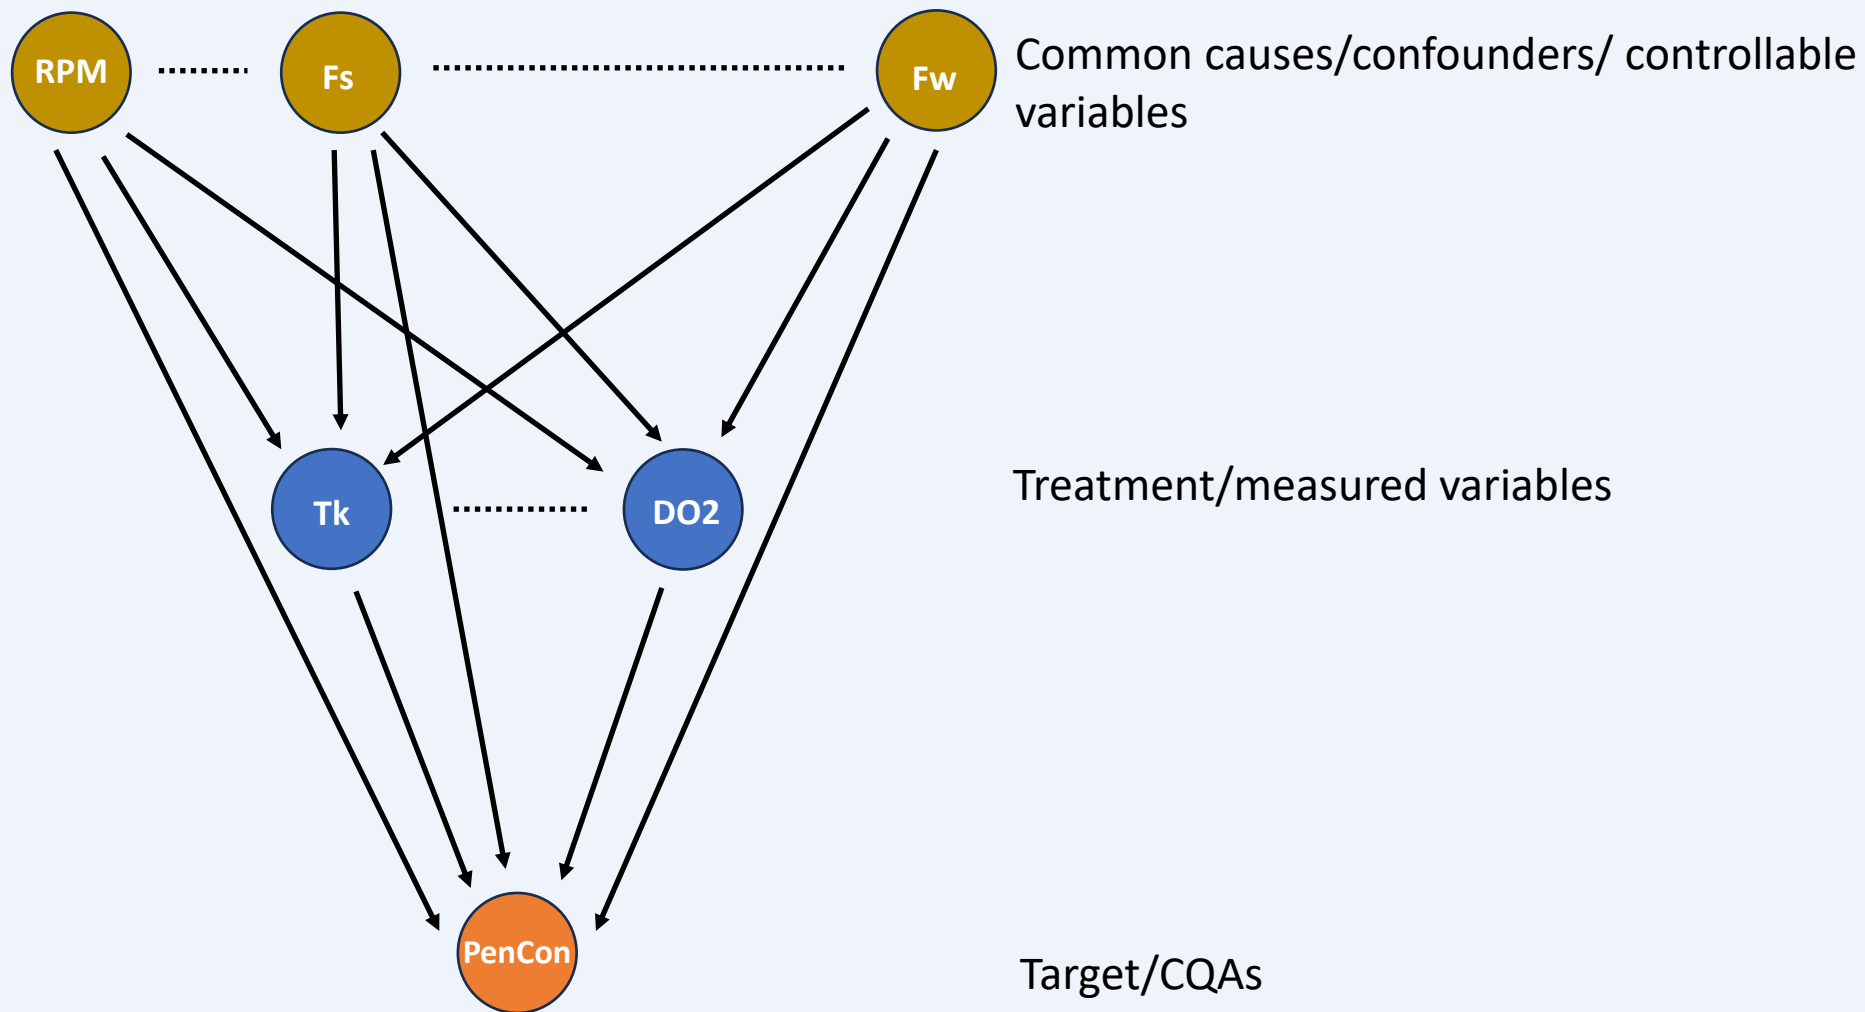 RPM
Fs
Fw
Common causes/confounders/ controllable
variables
Tk
DO2
Treatment/measured variables
PenCon
Target/CQAs